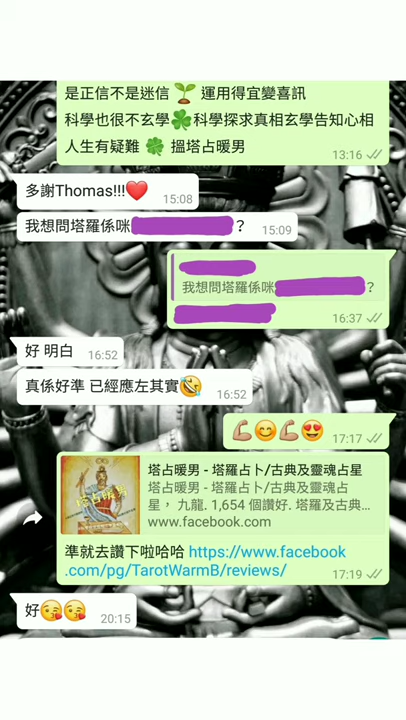 是正信不是迷信🌱 運用得宜變喜訊
科學也很不玄學🍀科學探求真相玄學告知心相
人生有疑難 🍀 搵塔占暖男
13:16
多謝Thomas!!!❤️
15:08
我想問塔羅係咪 ？
15:09
我想問塔羅係咪 ？
16:37
好 明白
16:52
真係好準 已經應左其實🤣
16:52
💪🏼😊💪🏼😍
17:17
塔占暖男
塔占暖男 - 塔羅占卜/古典及靈魂占星
塔占暖男 - 塔羅占卜/古典及靈魂占
星， 九龍. 1,654 個讚好. 塔羅及古典...
www.facebook.com
準就去讚下啦哈哈 https://www.facebook
.com/pg/TarotWarmB/reviews/
17:19
好😘😘
20:15